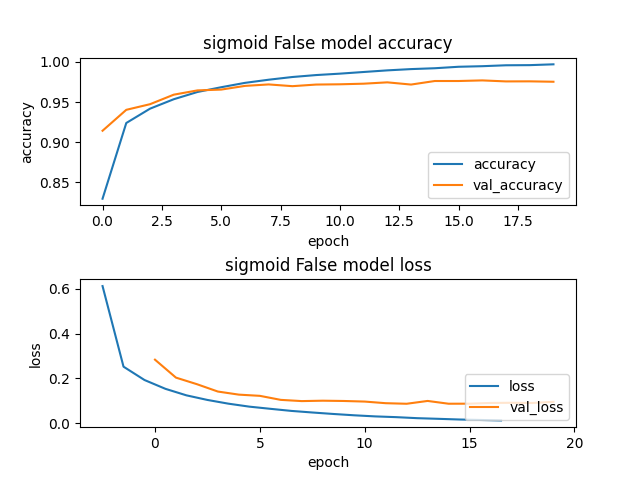 sigmoid False model accuracy
1.00
0.95
0.90
0.85
accuracy
accuracy
val_accuracy
0.0 2.5 5.0 7.5 10.0 12.5 15.0 17.5
epoch
sigmoid False model loss
0.6
0.4
0.2
0.0
loss
loss
val_loss
0 5 10 15 20
epoch